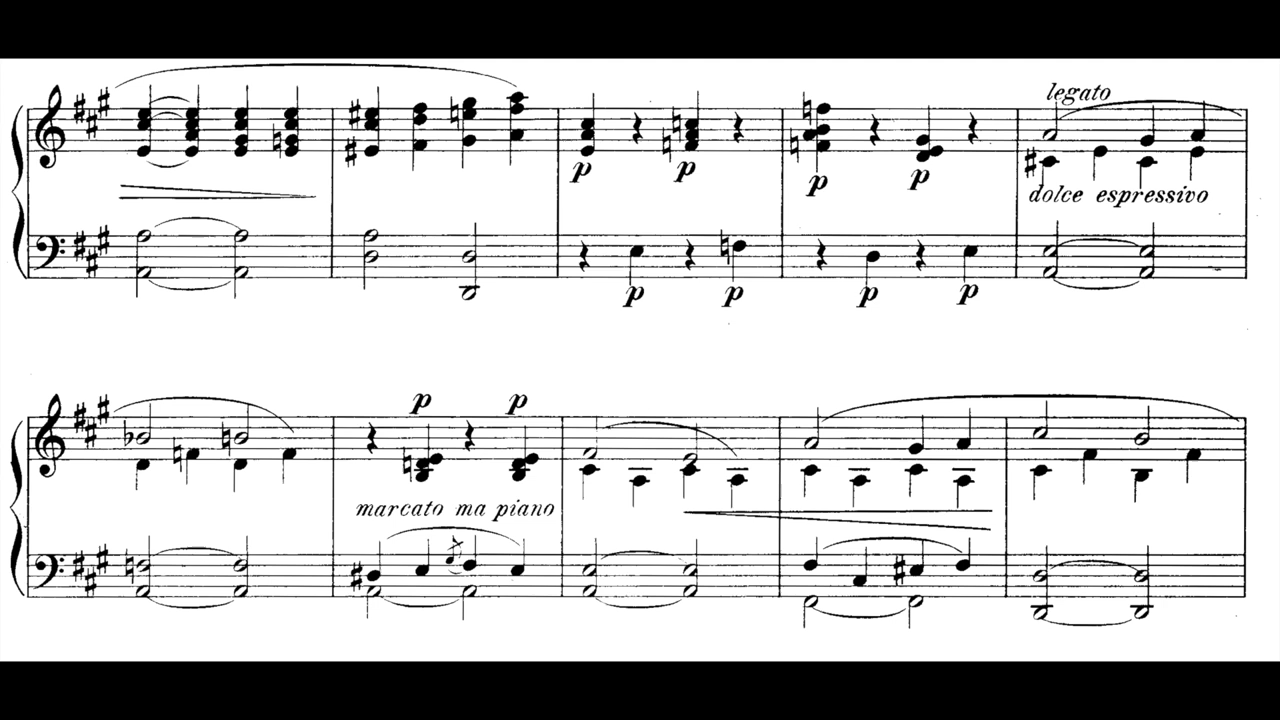 legato
p p p p
dolce espressivo
p p p p
p p
marcato ma piano